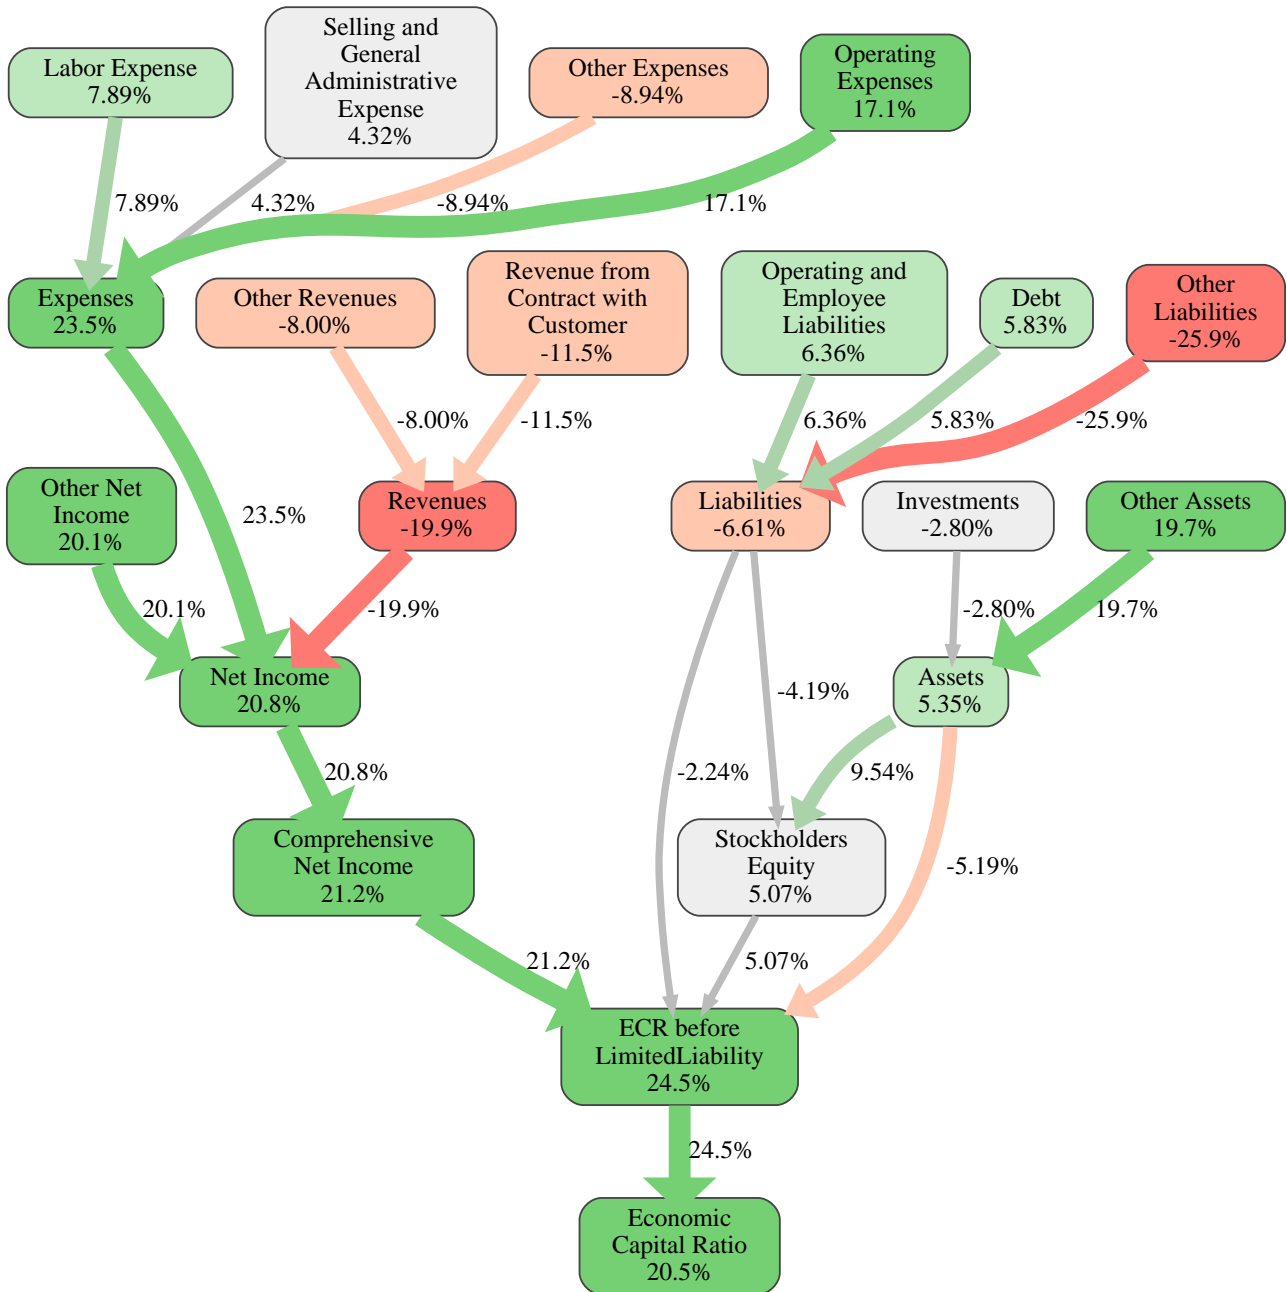 Labor Expense
7.89%
Selling and
General
Administrative
Expense
4.32%
Other Expenses
-8.94%
Operating
Expenses
17.1%
7.89%
4.32%
-8.94%
17.1%
Expenses
23.5%
Other Revenues
-8.00%
Revenue from
Contract with
Customer
-11.5%
Operating and
Employee
Liabilities
6.36%
Debt
5.83%
Other
Liabilities
-25.9%
-8.00%
-11.5%
6.36%
5.83%
-25.9%
Other Net
Income
20.1%
23.5%
Revenues
-19.9%
Liabilities
-6.61%
Investments
-2.80%
Other Assets
19.7%
20.1%
-19.9%
-2.80%
19.7%
Net Income
20.8%
-4.19%
Assets
5.35%
20.8%
-2.24%
9.54%
Comprehensive
Net Income
21.2%
Stockholders
Equity
5.07%
-5.19%
21.2%
5.07%
ECR before
LimitedLiability
24.5%
24.5%
Economic
Capital Ratio
20.5%